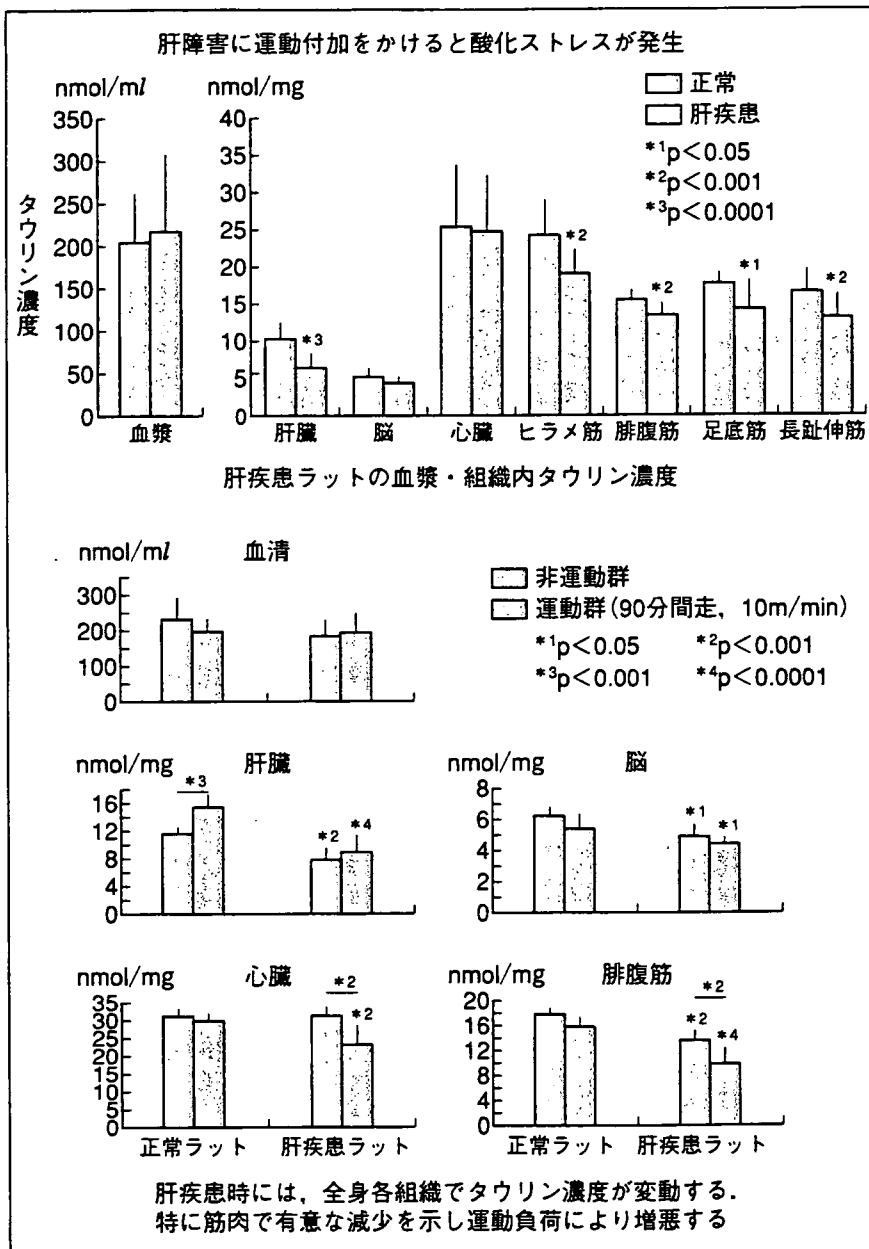 肝障害に運動付加をかけると酸化ストレスが発生
nmol/ml nmol/mg
正常
肝疾患
*1p<0.05
*2p<0.001
*3p<0.0001
タウリン濃度
350
300
250
200
150
100
50
0
40
35
30
25
20
15
10
5
0
*3 *2 *2 *1 *2
血漿 肝臓 脳 心臓 ヒラメ筋 腓腹筋 足底筋 長趾伸筋
肝疾患ラットの血漿・組織内タウリン濃度
nmol/ml 血清
300
200
100
0
非運動群
運動群(90分間走, 10m/min)
*1p<0.05 *2p<0.001
*3p<0.001 *4p<0.0001
nmol/mg 肝臓
16
12
8
4
0
*3 *2 *4
nmol/mg 脳
8
6
4
2
0
*1 *1
nmol/mg 心臓
35
30
25
20
15
10
5
0
*2
*2
正常ラット 肝疾患ラット
nmol/mg 腓腹筋
20
16
12
8
4
0
*2
*2 *4
正常ラット 肝疾患ラット
肝疾患時には，全身各組織でタウリン濃度が変動する．
特に筋肉で有意な減少を示し運動負荷により増悪する